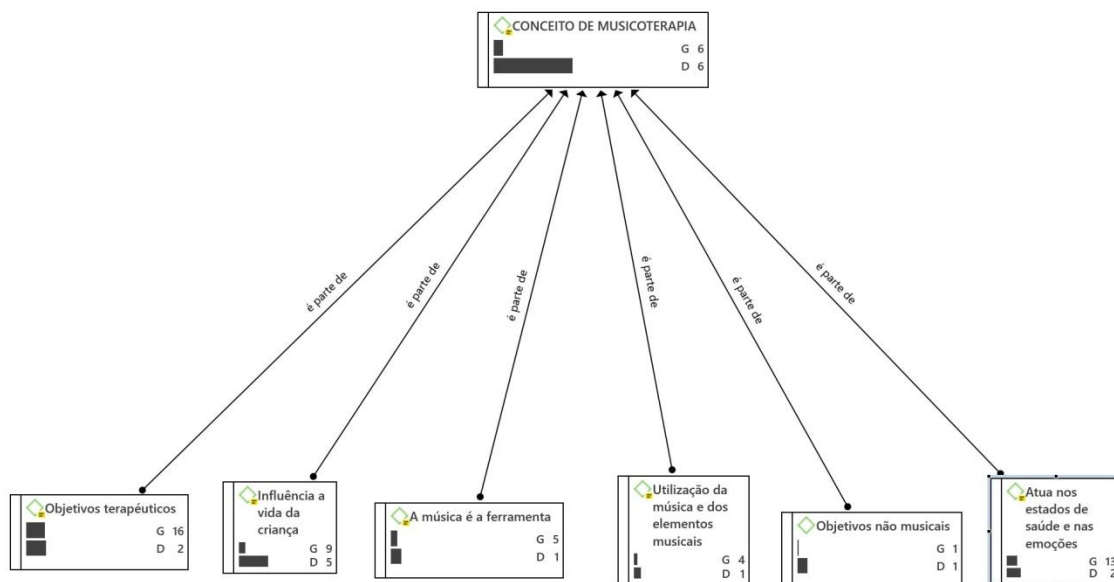 CONCEITO DE MUSICOTERAPIA
G 6
D 6
é parte de
é parte de
é parte de
é parte de
é parte de
é parte de
Objetivos terapéuticos
G 16
D 2
Influência a
vida da
criança
G 9
D 5
A música é a ferramenta
G 5
D 1
Utilização da
música e dos
elementos
musicais
G 4
D 1
Objetivos não musicais
G 1
D 1
Atua nos
estados de
saúde e nas
emoções
G 13
D 2